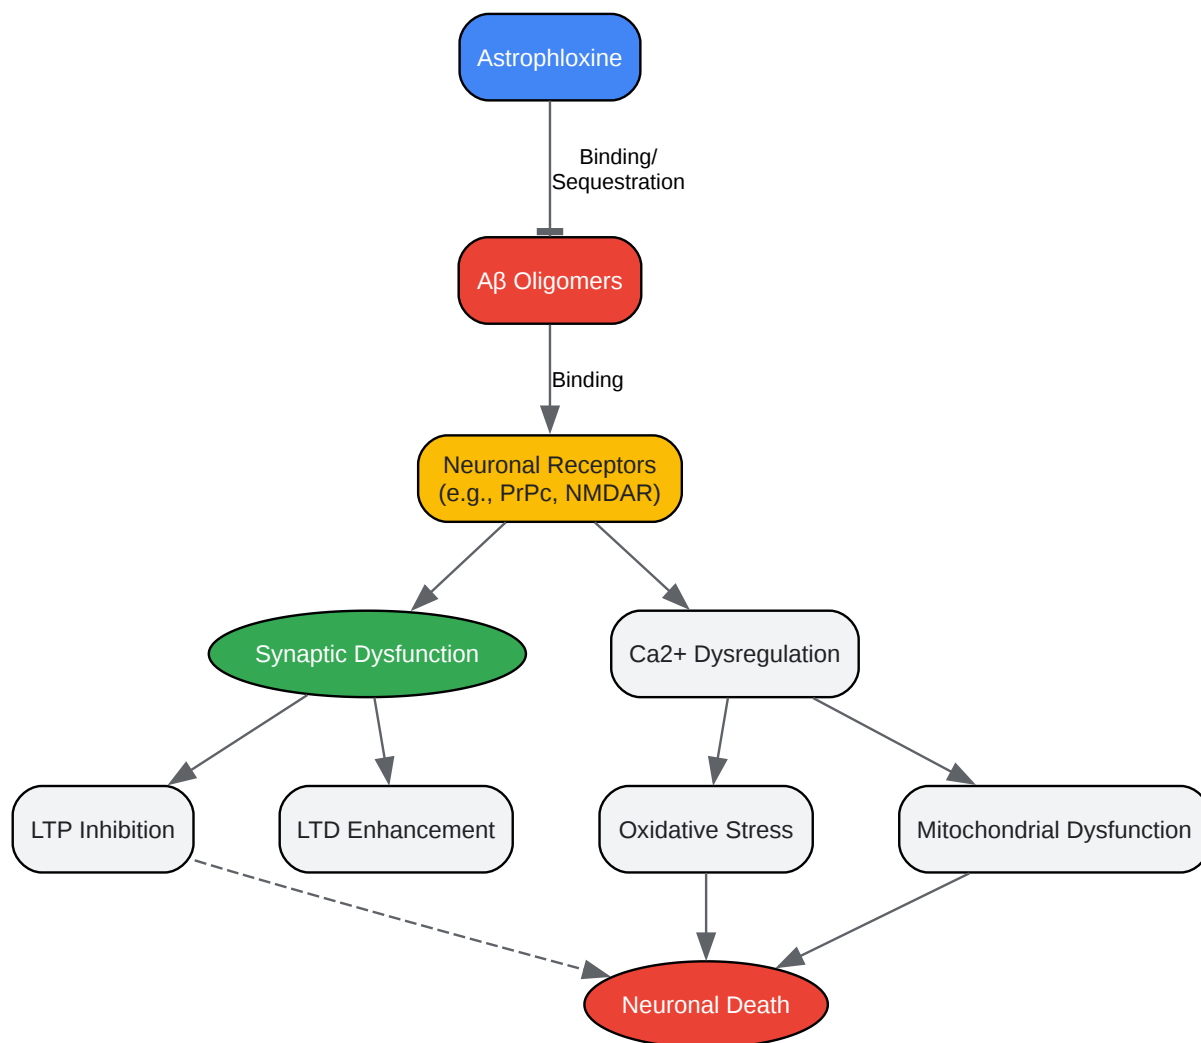 Astrophloxine
Binding/
Sequestration
Aβ Oligomers
Binding
Neuronal Receptors
(e.g., PrPc, NMDAR)
Synaptic Dysfunction
Ca2+ Dysregulation
LTP Inhibition
LTD Enhancement
Oxidative Stress
Mitochondrial Dysfunction
Neuronal Death